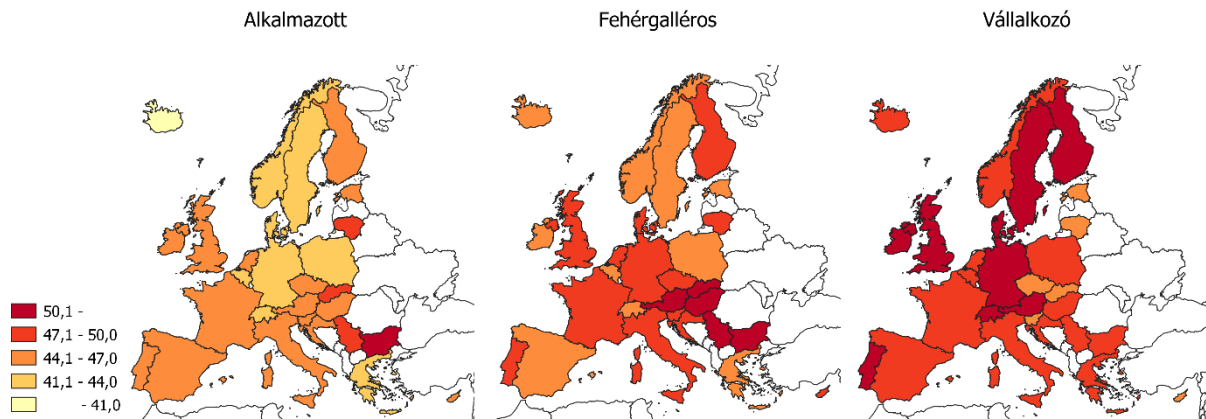 Alkalmazott
Fehérgalléros
Vállalkozó
50,1 -
47,1 - 50,0
44,1 - 47,0
41,1 - 44,0
- 41,0